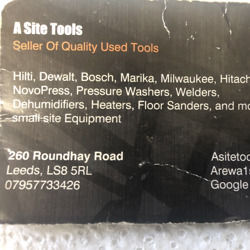 A Site Tools
Seller Of Quality Used Tools
Hilti, Dewalt, Bosch, Marika, Milwaukee, Hitach
NovoPress, Pressure Washers, Welders,
Dehumidifiers, Heaters, Floor Sanders, and mo
small site Equipment
260 Roundhay Road
Leeds, LS8 5RL
07957733426
Asitetoo
Arewa1s
Google